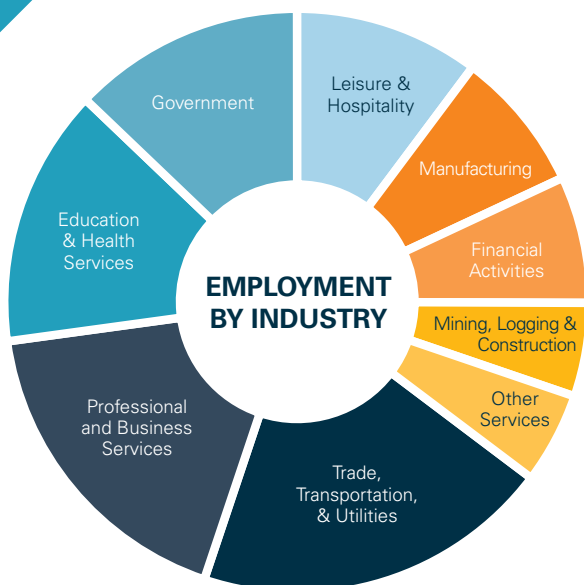 Leisure &
Hospitality
Manufacturing
Financial
Activities
Mining, Logging &
Construction
Other
Services
Trade,
Transportation,
& Utilities
Professional
and Business
Services
Education
& Health
Services
Government
EMPLOYMENT
BY INDUSTRY